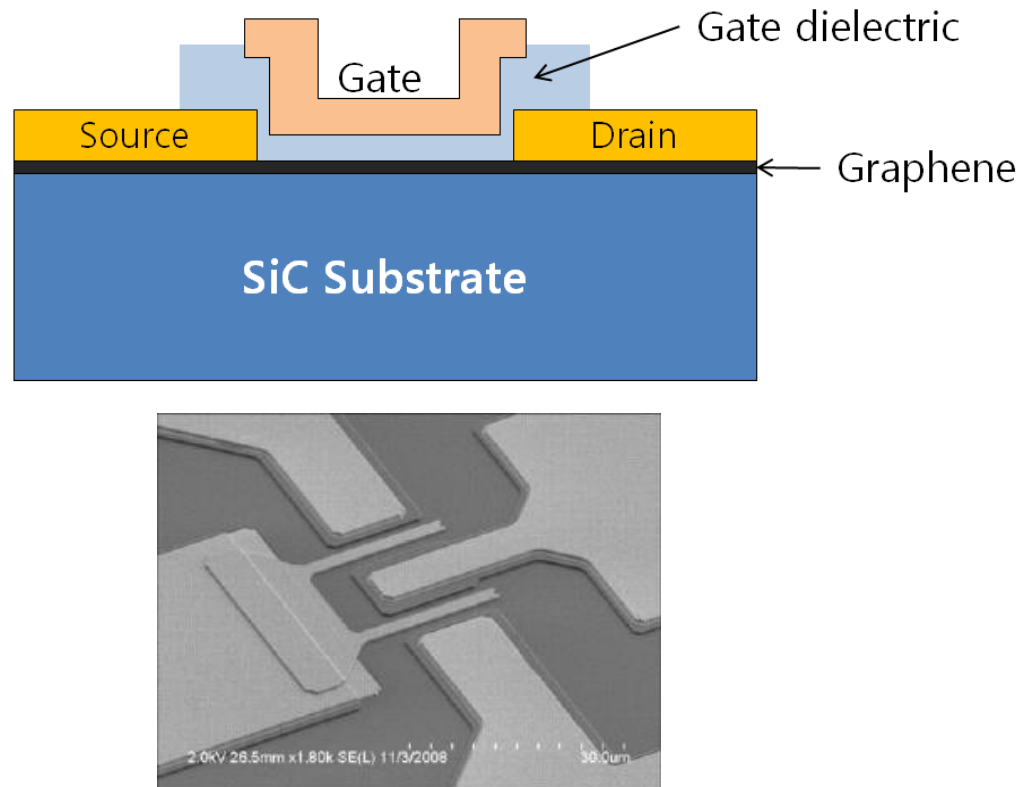 Gate dielectric
Gate
Source
Drain
Graphene
SiC Substrate
2.0kV 26.5mm x1.80k SE(L) 11/3/2008
30.0um